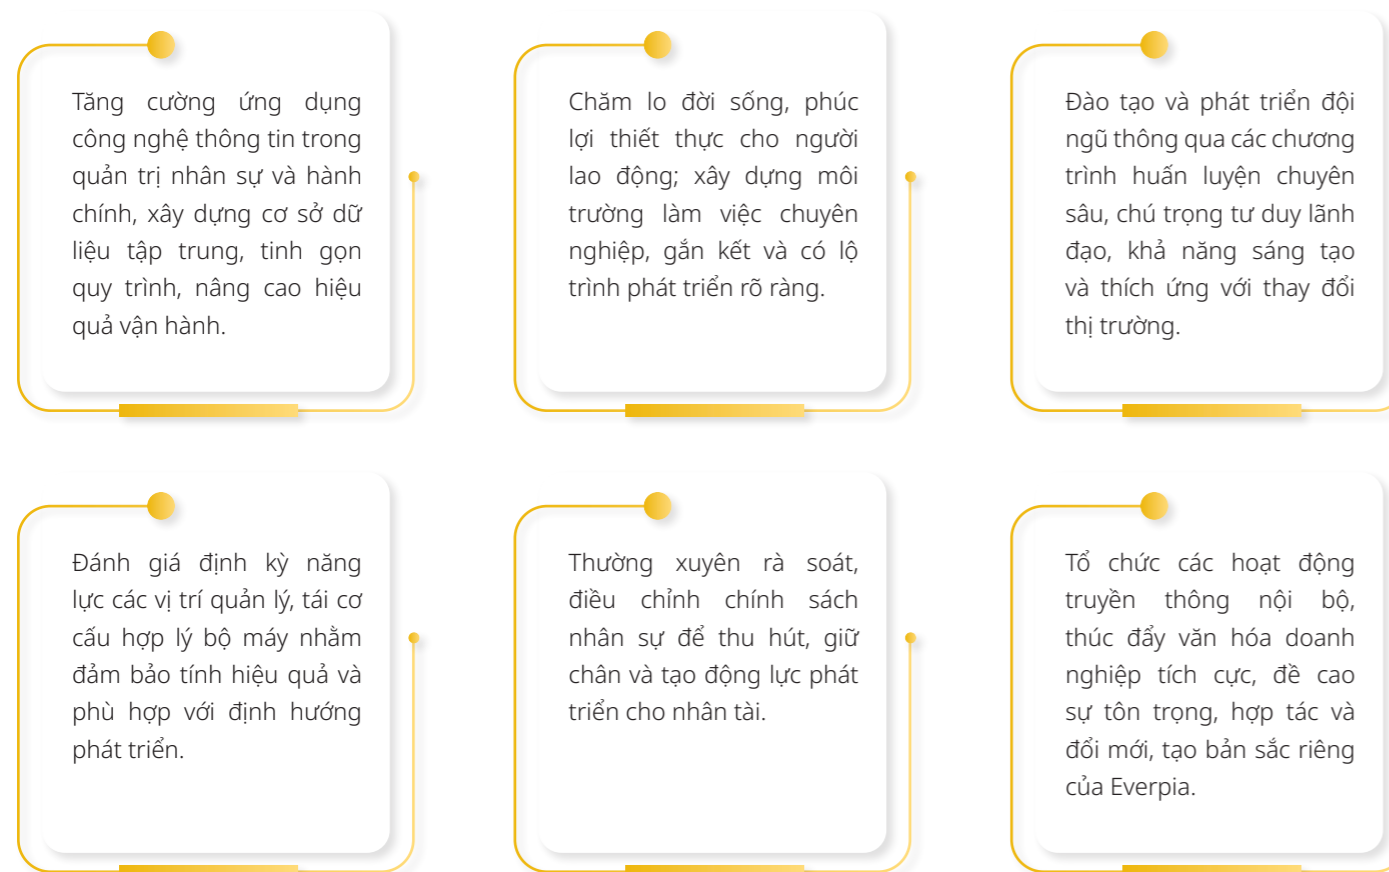 Tăng cường ứng dụng
công nghệ thông tin trong
quản trị nhân sự và hành
chính, xây dựng cơ sở dữ
liệu tập trung, tinh gọn
quy trình, nâng cao hiệu
quả vận hành.
Chăm lo đời sống, phúc
lợi thiết thực cho người
lao động; xây dựng môi
trường làm việc chuyên
nghiệp, gắn kết và có lộ
trình phát triển rõ ràng.
Đào tạo và phát triển đội
ngũ thông qua các chương
trình huấn luyện chuyên
sâu, chú trọng tư duy lãnh
đạo, khả năng sáng tạo
và thích ứng với thay đổi
thị trường.
Đánh giá định kỳ năng
lực các vị trí quản lý, tái cơ
cấu hợp lý bộ máy nhằm
đảm bảo tính hiệu quả và
phù hợp với định hướng
phát triển.
Thường xuyên rà soát,
điều chỉnh chính sách
nhân sự để thu hút, giữ
chân và tạo động lực phát
triển cho nhân tài.
Tổ chức các hoạt động
truyền thông nội bộ,
thúc đẩy văn hóa doanh
nghiệp tích cực, đề cao
sự tôn trọng, hợp tác và
đổi mới, tạo bản sắc riêng
của Everpia.